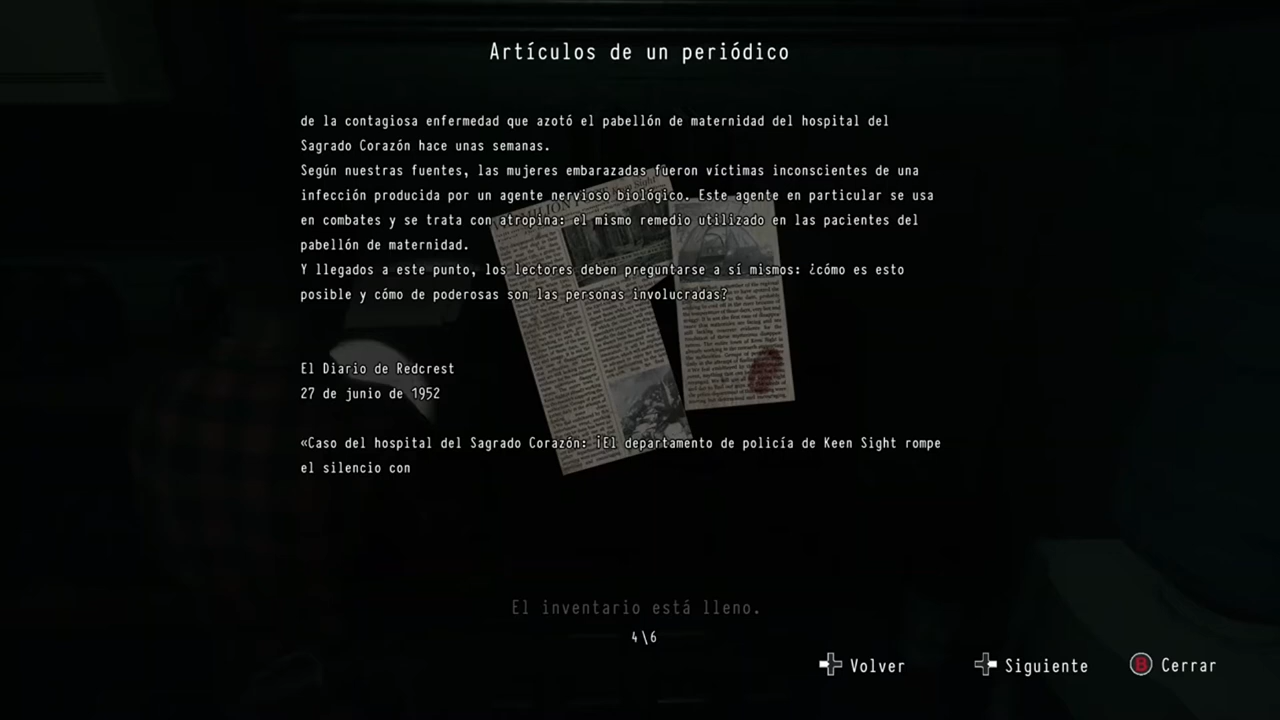 Artículos de un periódico
de la contagiosa enfermedad que azotó el pabellón de maternidad del hospital del
Sagrado Corazón hace unas semanas.
Según nuestras fuentes, las mujeres embarazadas fueron víctimas inconscientes de una
infección producida por un agente nervioso biológico. Este agente en particular se usa
en combates y se trata con atropina: el mismo remedio utilizado en las pacientes del
pabellón de maternidad.
Y llegados a este punto, los lectores deben preguntarse a sí mismos: ¿cómo es esto
posible y cómo de poderosas son las personas involucradas?
El Diario de Redcrest
27 de junio de 1952
«Caso del hospital del Sagrado Corazón: ¡El departamento de policía de Keen Sight rompe
el silencio con
El inventario está lleno.
4\6
Volver
Siguiente
B Cerrar